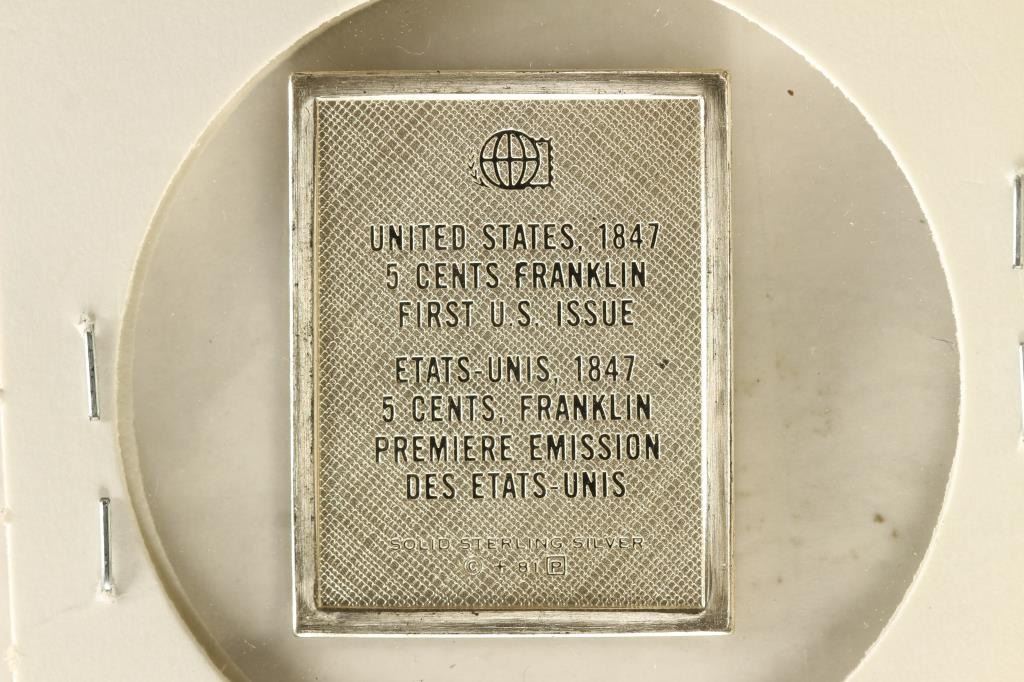 UNITED STATES, 1847
5 CENTS FRANKLIN
FIRST U.S. ISSUE
ETATS-UNIS, 1847
5 CENTS, FRANKLIN
PREMIERE EMISSION
DES ETATS-UNIS
SOLID STERLING SILVER
© + 81 P